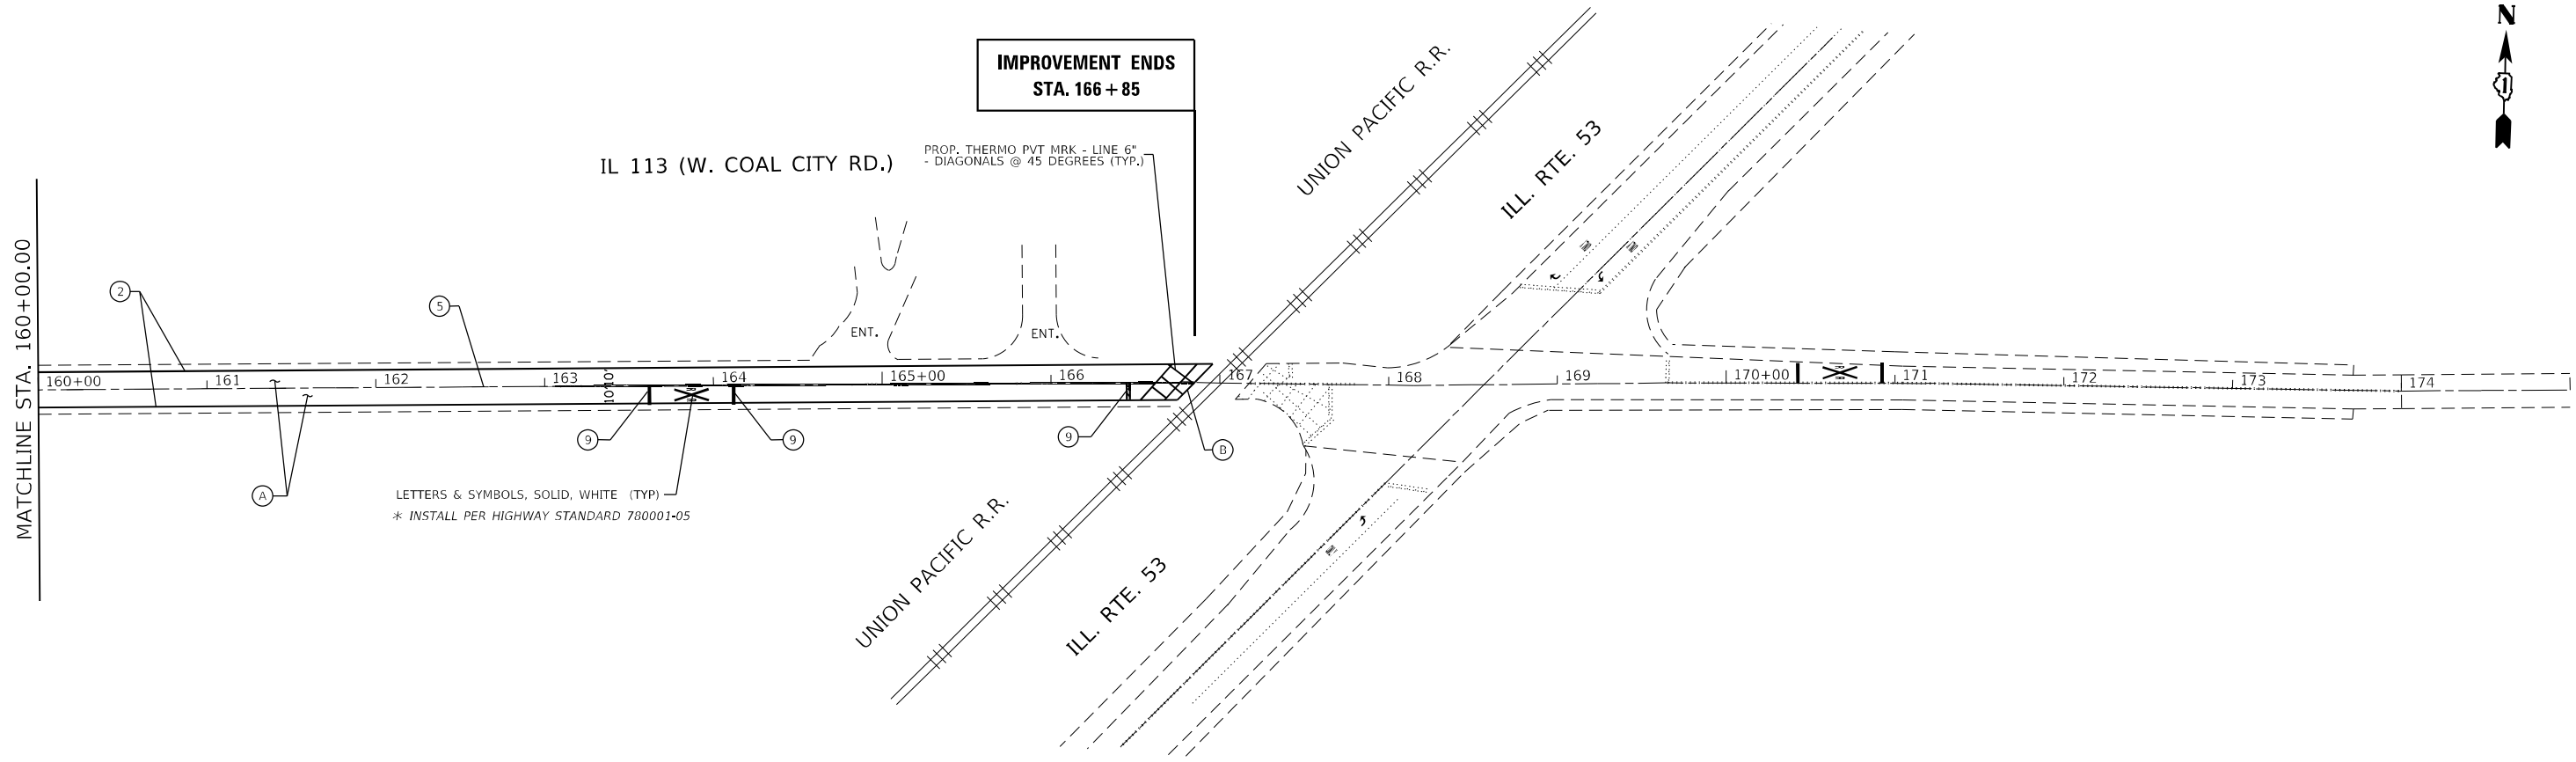 N
1
IMPROVEMENT ENDS
STA. 166+85
IL 113 (W. COAL CITY RD.)
PROP. THERMO PVT MRK - LINE 6"
- DIAGONALS @ 45 DEGREES (TYP.)
UNION PACIFIC R.R.
ILL. RTE. 53
MATCHLINE STA. 160+00.00
2
5
ENT.
ENT.
160+00
161
162
163
10'
10'
164
165+00
166
167
168
169
170+00
171
172
173
174
9
9
9
B
A
LETTERS & SYMBOLS, SOLID, WHITE (TYP)
* INSTALL PER HIGHWAY STANDARD 780001-05
UNION PACIFIC R.R.
ILL. RTE. 53